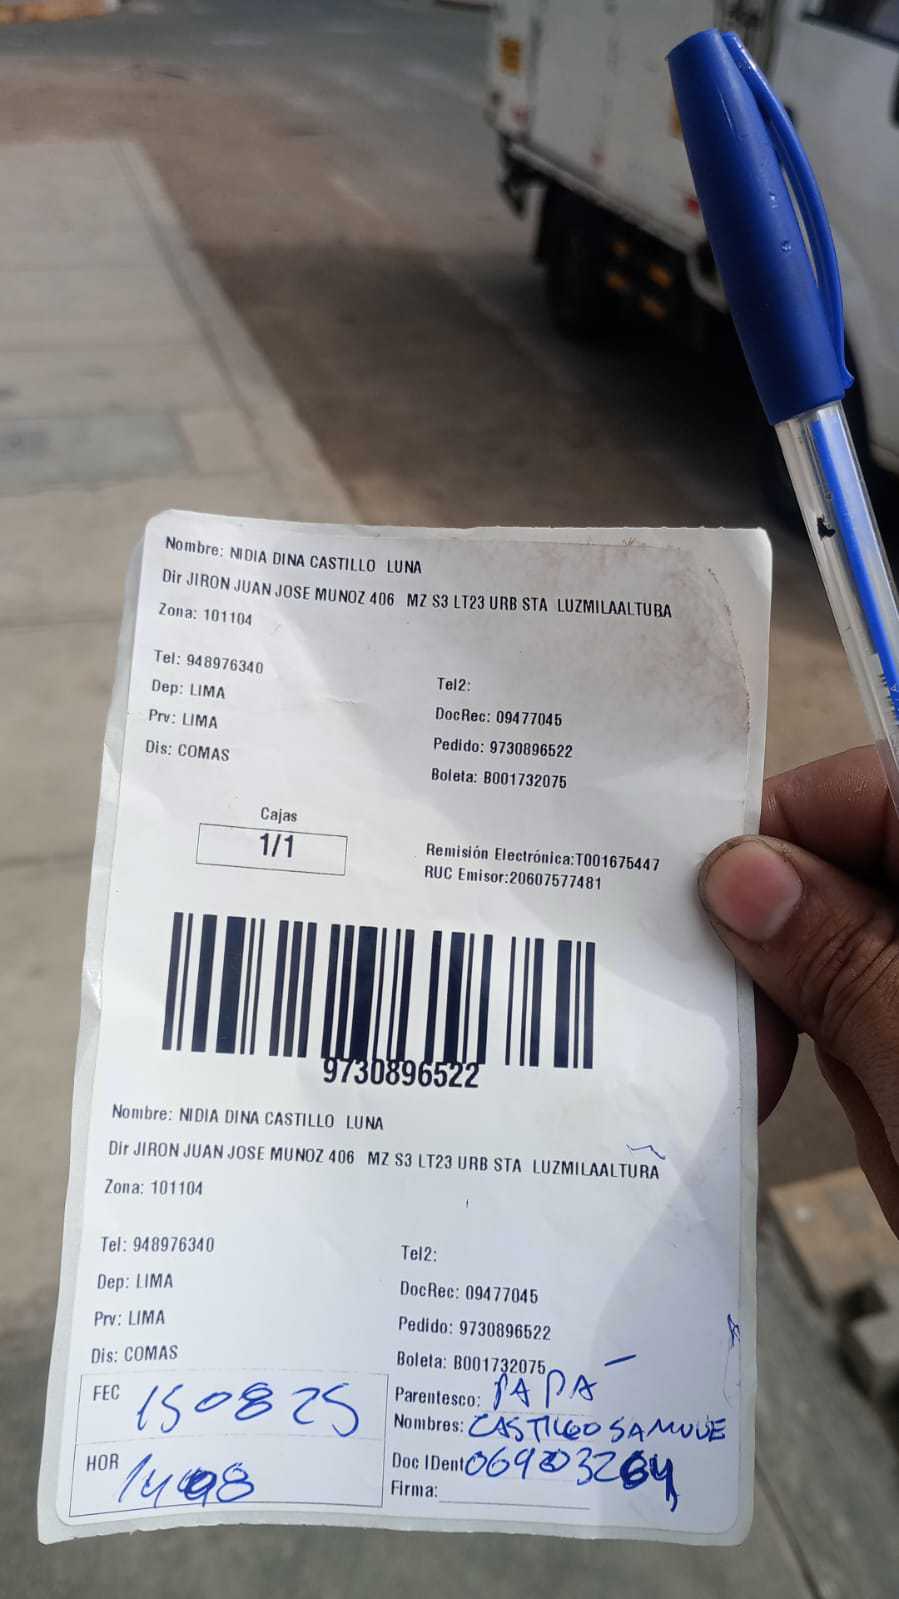 Nombre: NIDIA DINA CASTILLO LUNA
Dir JIRON JUAN JOSE MUNOZ 406 MZ S3 LT23 URB STA LUZMILAALTURA
Zona: 101104
Tel: 948976340
Tel2:
Dep: LIMA
DocRec: 09477045
Prv: LIMA
Pedido: 9730896522
Dis: COMAS
Boleta: B001732075
Cajas
1/1
Remisión Electrónica:T001675447
RUC Emisor:20607577481
9730896522
Nombre: NIDIA DINA CASTILLO LUNA
Dir JIRON JUAN JOSE MUNOZ 406 MZ S3 LT23 URB STA LUZMILAALTURA
Zona: 101104
Tel: 948976340
Tel2:
Dep: LIMA
DocRec: 09477045
Prv: LIMA
Pedido: 9730896522
Dis: COMAS
Boleta: B001732075
FEC 150825
Parentesco: PAPÁ
Nombres: CASTILLO SAMUE
HOR
Doc IDent
Firma: